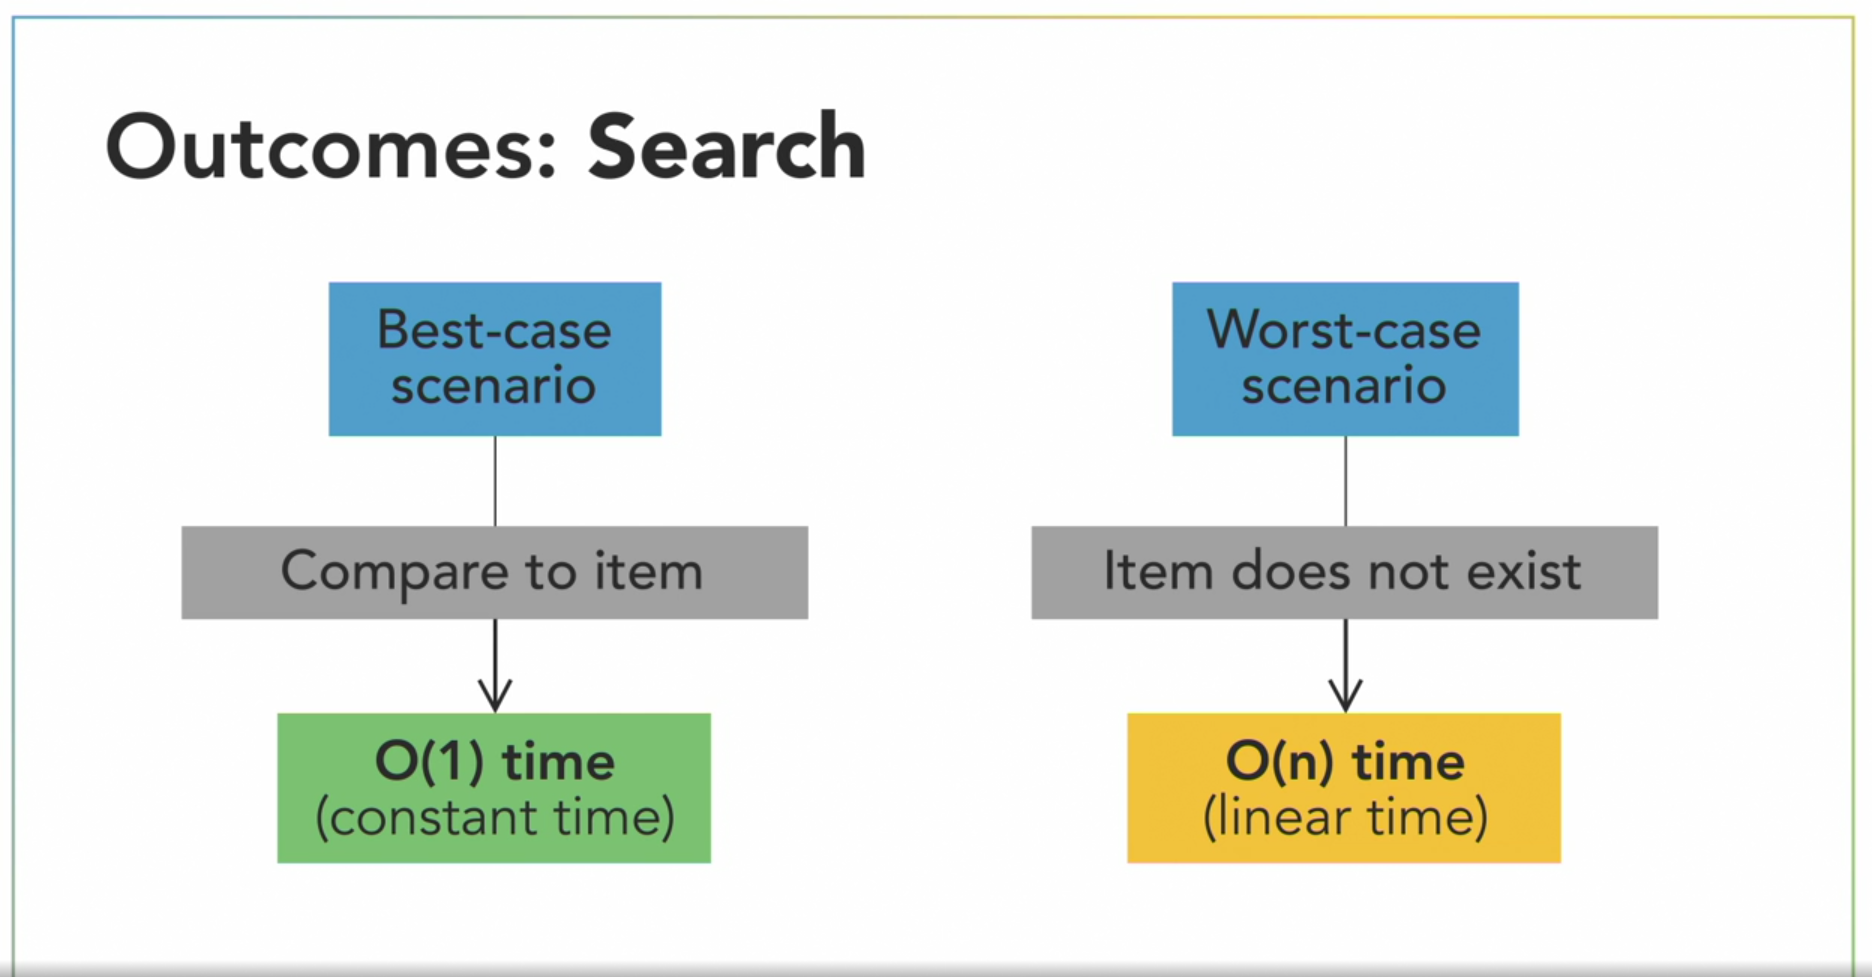 Outcomes: Search
Best-case
scenario
Compare to item
O(1) time
(constant time)
Worst-case
scenario
Item does not exist
O(n) time
(linear time)